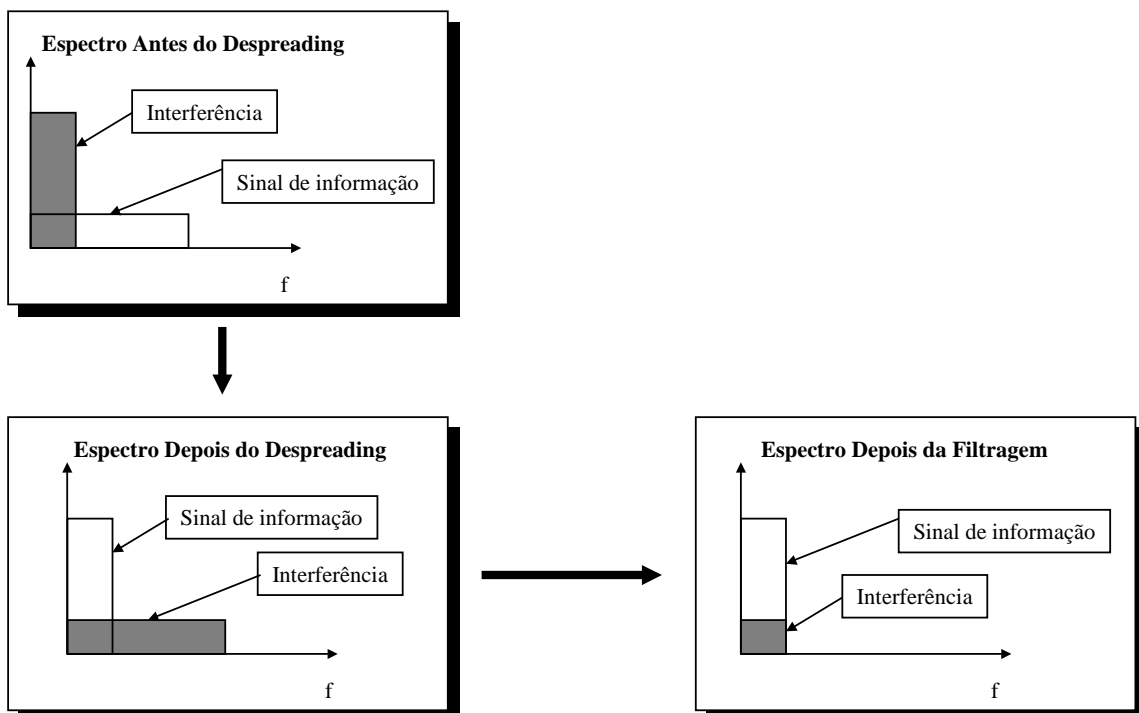 Espectro Antes do Despreading
Interferência
Sinal de informação
f
Espectro Depois do Despreading
Sinal de informação
Interferência
f
Espectro Depois da Filtragem
Sinal de informação
Interferência
f